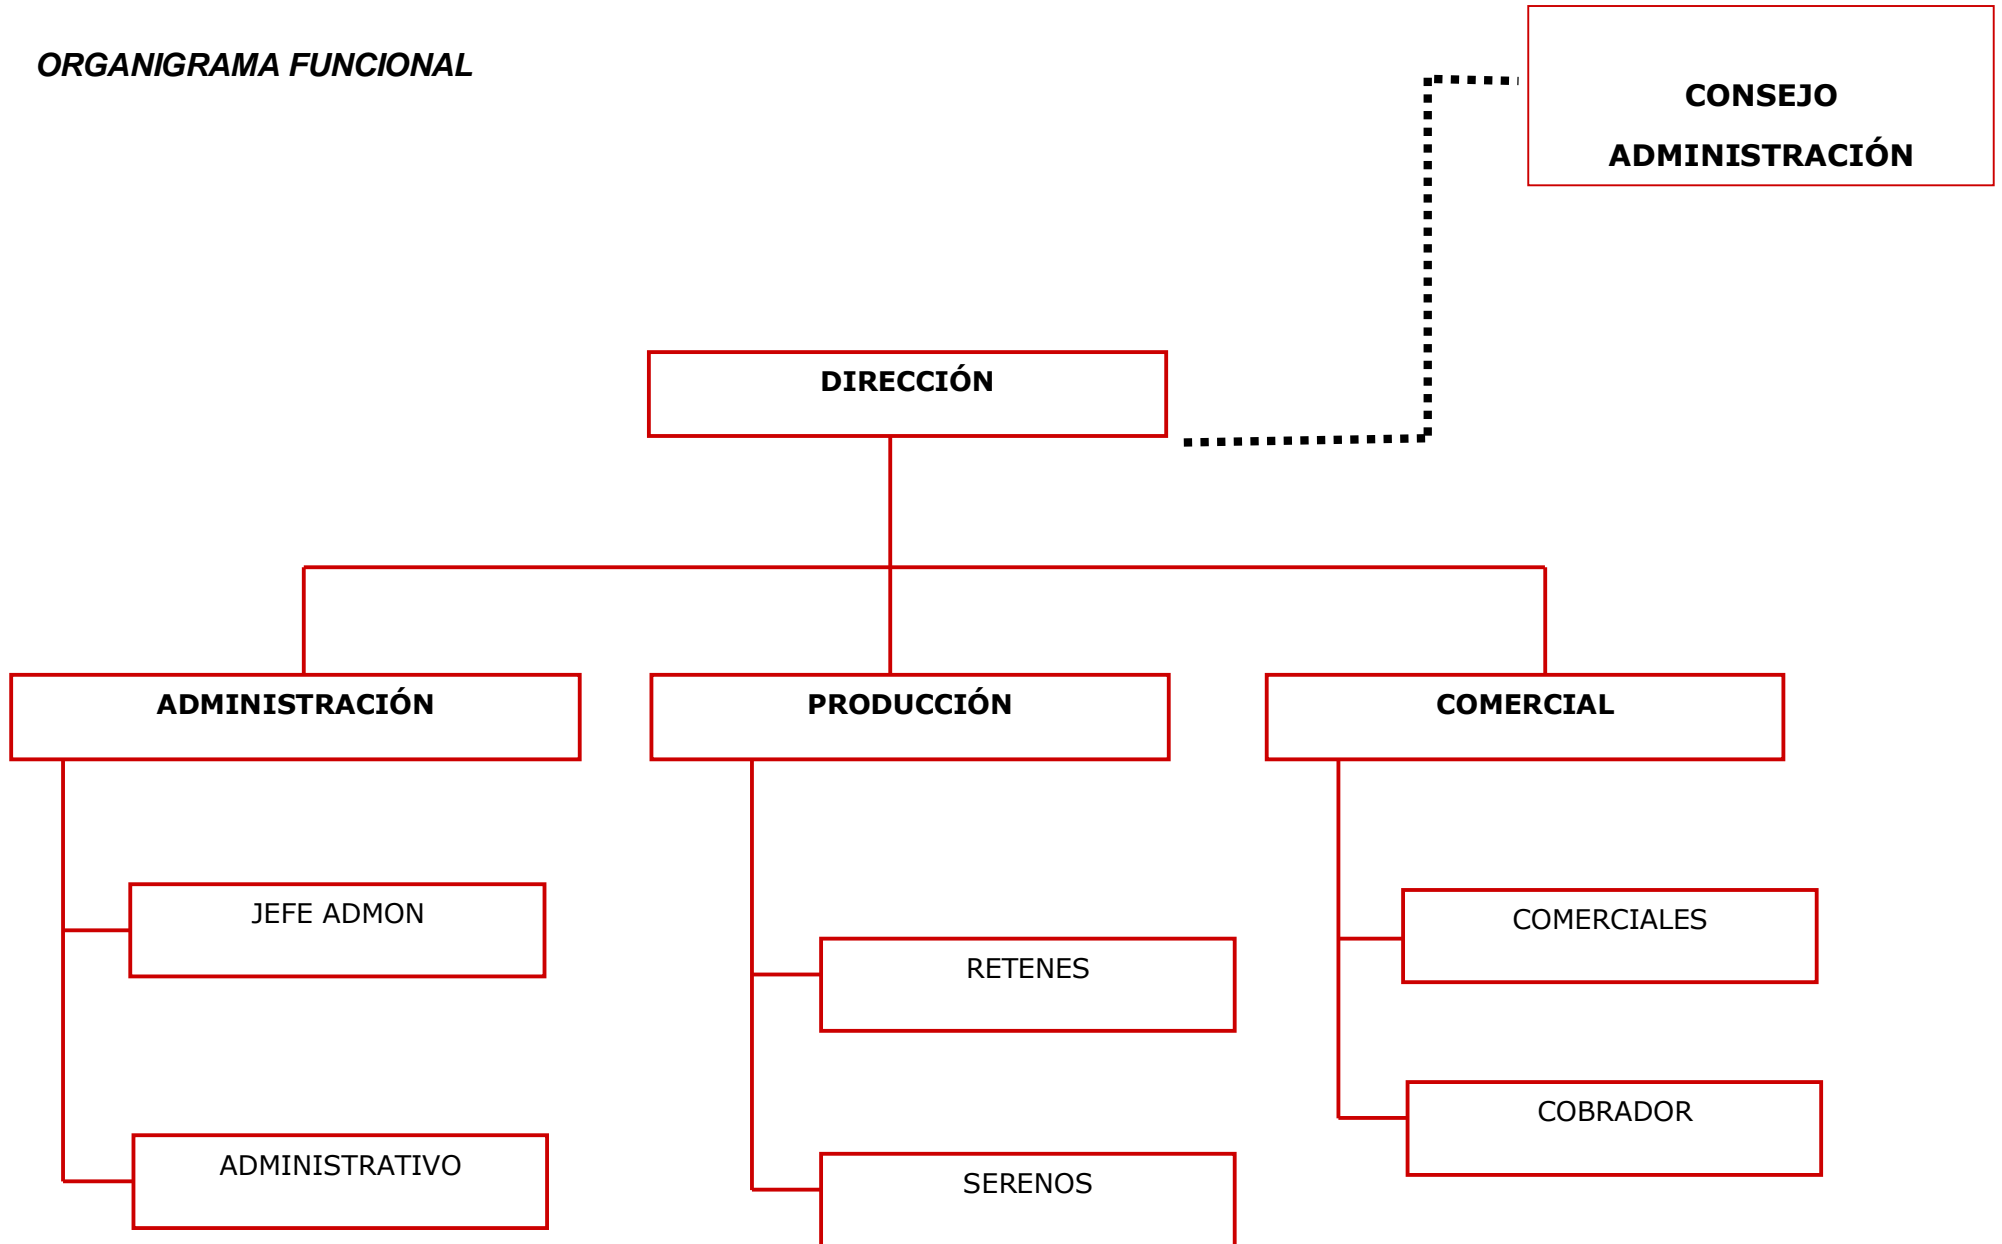 ORGANIGRAMA FUNCIONAL
CONSEJO
ADMINISTRACIÓN
DIRECCIÓN
ADMINISTRACIÓN
PRODUCCIÓN
COMERCIAL
JEFE ADMON
COMERCIALES
RETENES
COBRADOR
ADMINISTRATIVO
SERENOS